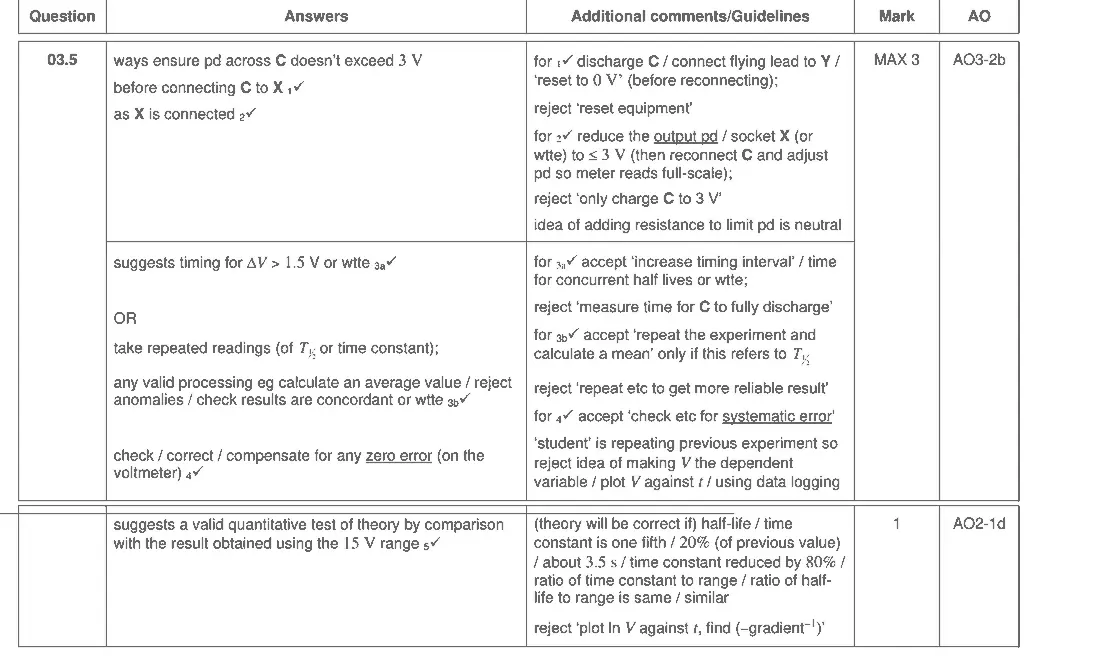 Question Answers Additional comments/Guidelines Mark AO
03.5 ways ensure pd across C doesn't exceed 3 V
before connecting C to X ₁✓
as X is connected ₂✓
for ₁✓ discharge C / connect flying lead to Y /
'reset to 0 V' (before reconnecting);
reject 'reset equipment'
for ₂✓ reduce the output pd / socket X (or
wtte) to ≤ 3 V (then reconnect C and adjust
pd so meter reads full-scale);
reject 'only charge C to 3 V'
idea of adding resistance to limit pd is neutral
MAX 3 AO3-2b
suggests timing for ΔV > 1.5 V or wtte ₃ₐ✓
OR
take repeated readings (of T½ or time constant);
any valid processing eg calculate an average value / reject
anomalies / check results are concordant or wtte 3b✓
check / correct / compensate for any zero error (on the
voltmeter) ₄✓
for ₃ₐ✓ accept 'increase timing interval' / time
for concurrent half lives or wtte;
reject 'measure time for C to fully discharge'
for 3b✓ accept 'repeat the experiment and
calculate a mean' only if this refers to T½
reject 'repeat etc to get more reliable result'
for ₄✓ accept 'check etc for systematic error'
'student' is repeating previous experiment so
reject idea of making V the dependent
variable / plot V against t / using data logging
suggests a valid quantitative test of theory by comparison
with the result obtained using the 15 V range ₅✓
(theory will be correct if) half-life / time
constant is one fifth / 20% (of previous value)
/ about 3.5 s / time constant reduced by 80% /
ratio of time constant to range / ratio of half-
life to range is same / similar
reject 'plot ln V against t, find (−gradient⁻¹)'
1 AO2-1d